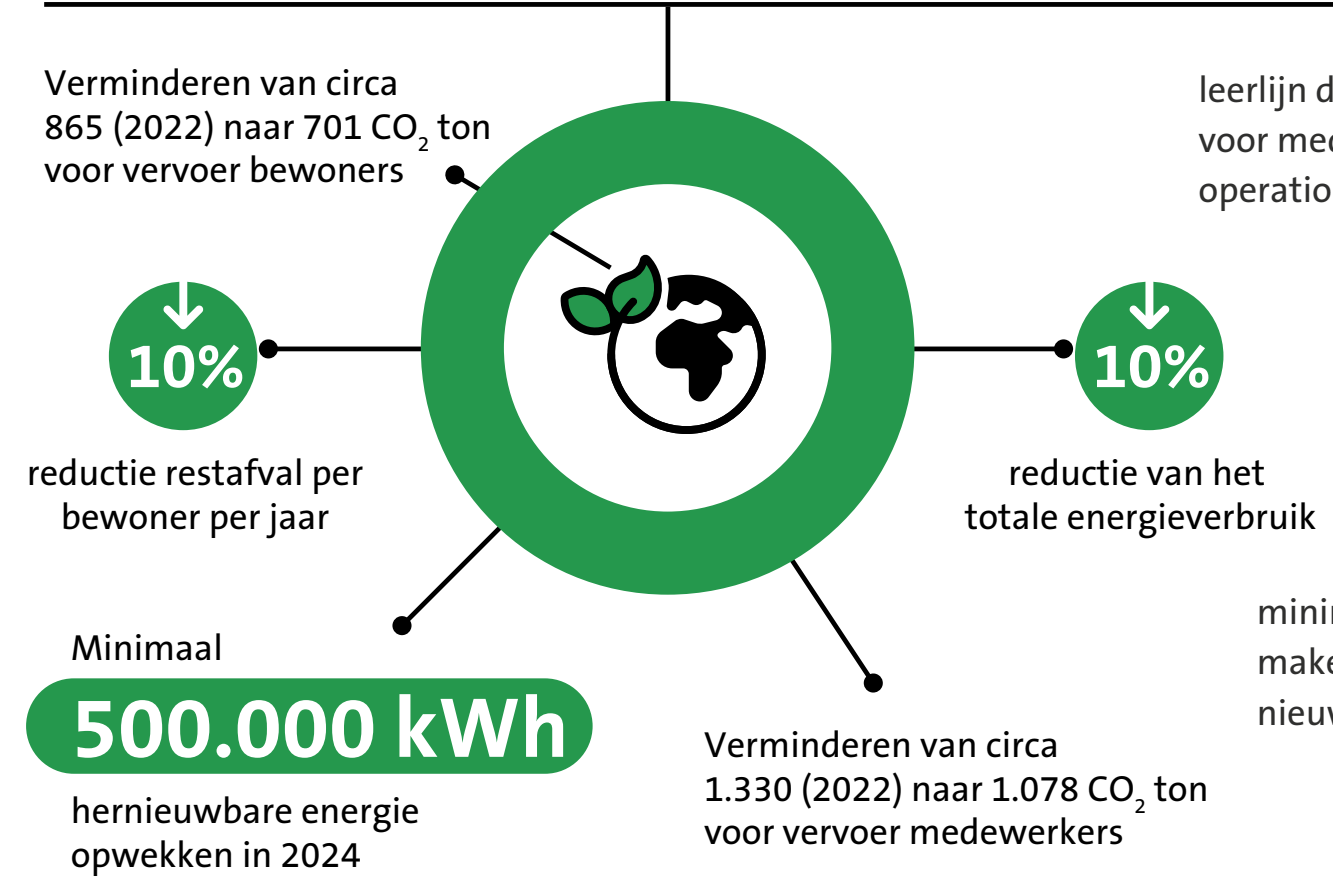 Verminderen van circa
865 (2022) naar 701 CO₂ ton
voor vervoer bewoners
10%
reductie restafval per
bewoner per jaar
Minimaal
500.000 kWh
hernieuwbare energie
opwekken in 2024
Verminderen van circa
1.330 (2022) naar 1.078 CO₂ ton
voor vervoer medewerkers
10%
reductie van het
totale energieverbruik
leerlijn
voor